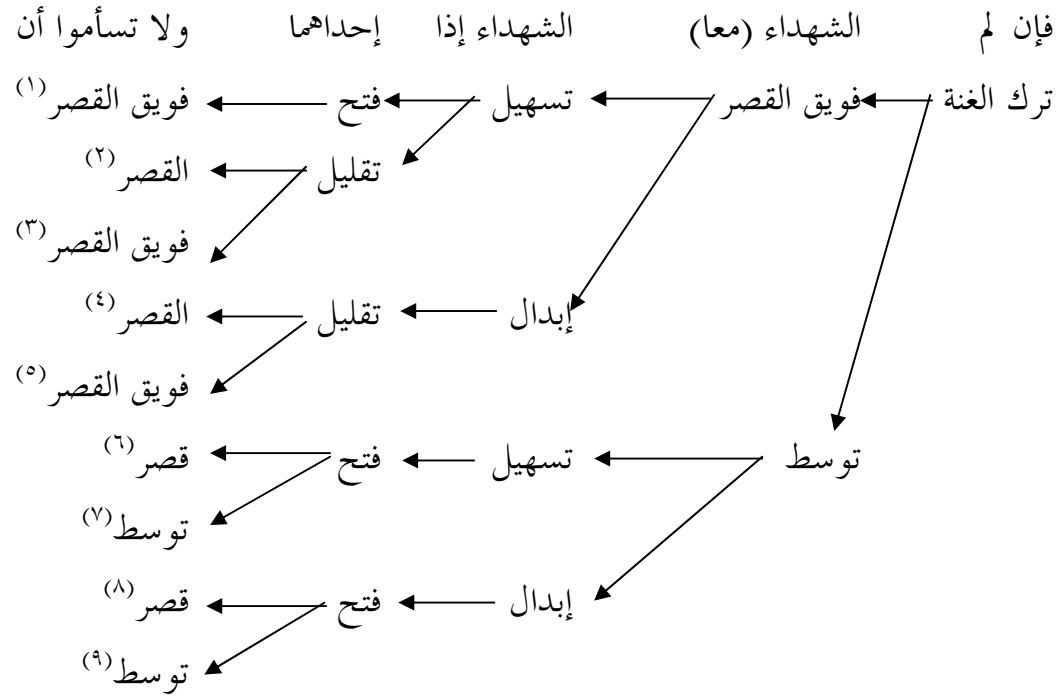 فإن لم الشهداء (معا) الشهداء إذا إحداهما ولا تسأموا أن
ترك الغنة فويق القصر تسهيل فتح فويق القصر(١)
تقليل القصر(٢)
فويق القصر(٣)
إبدال تقليل القصر(٤)
فويق القصر(٥)
توسط تسهيل فتح قصر(٦)
توسط(٧)
إبدال فتح قصر(٨)
توسط(٩)